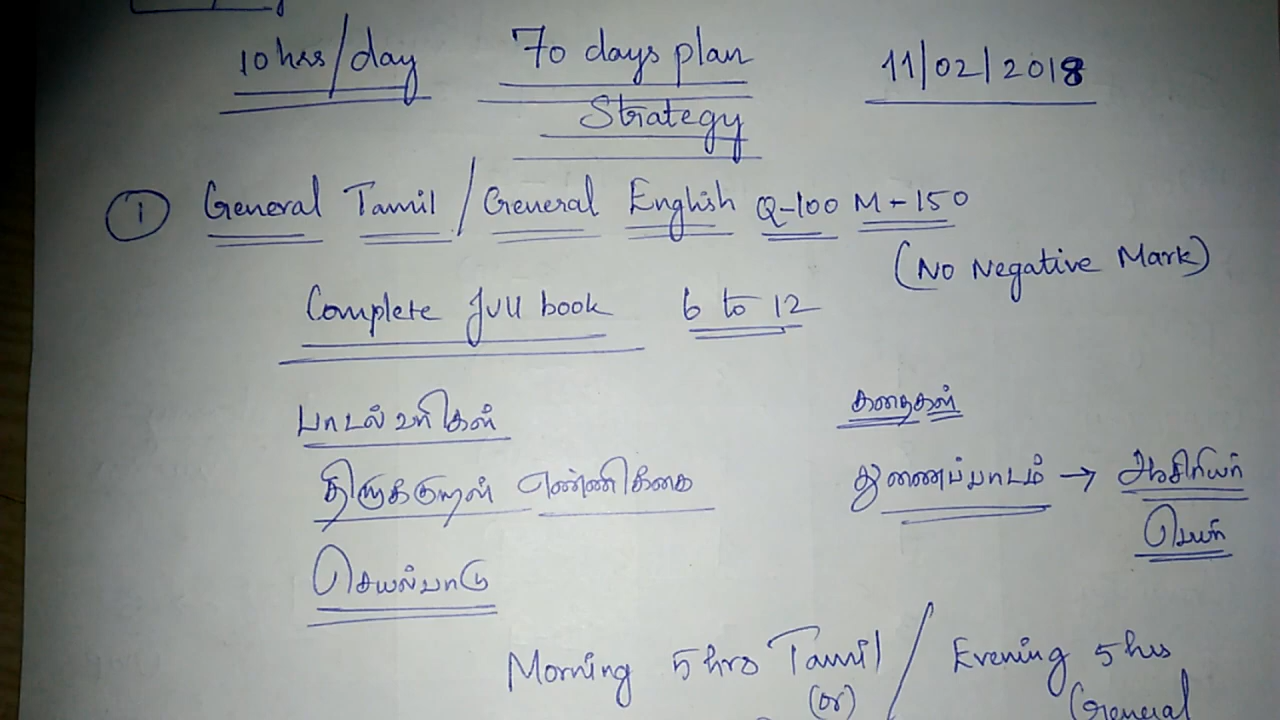 10 hrs/day 70 days plan 11/02/2018
Strategy
① General Tamil / General English Q-100 M-150
(No Negative Mark)
Complete full book 6 to 12
பாடல் வரிகள் கதைகள்
திருக்குறள் எண்ணிக்கை துணைப்பாடம் → ஆசிரியர்
பெயர்
செயல்பாடு
Morning 5 hrs Tamil / Evening 5 hrs
(or) (General